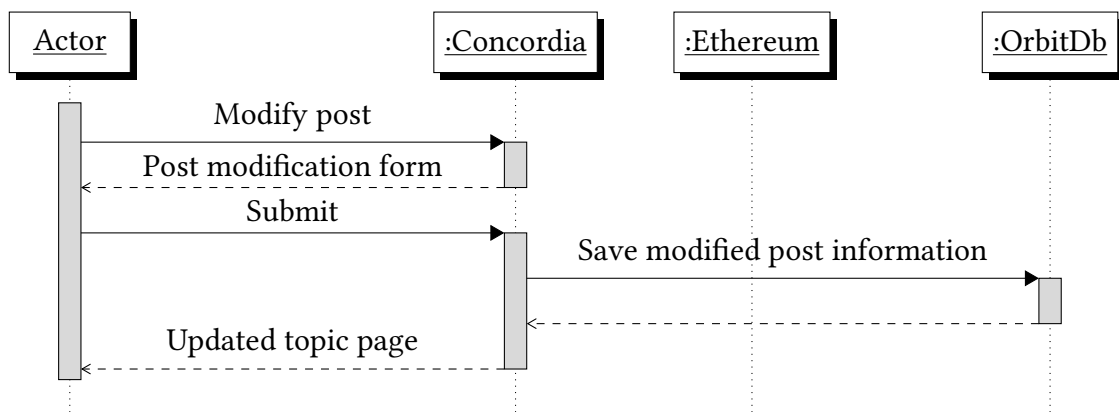 Actor
:Concordia
:Ethereum
:OrbitDb
Modify post
Post modification form
Submit
Save modified post information
Updated topic page